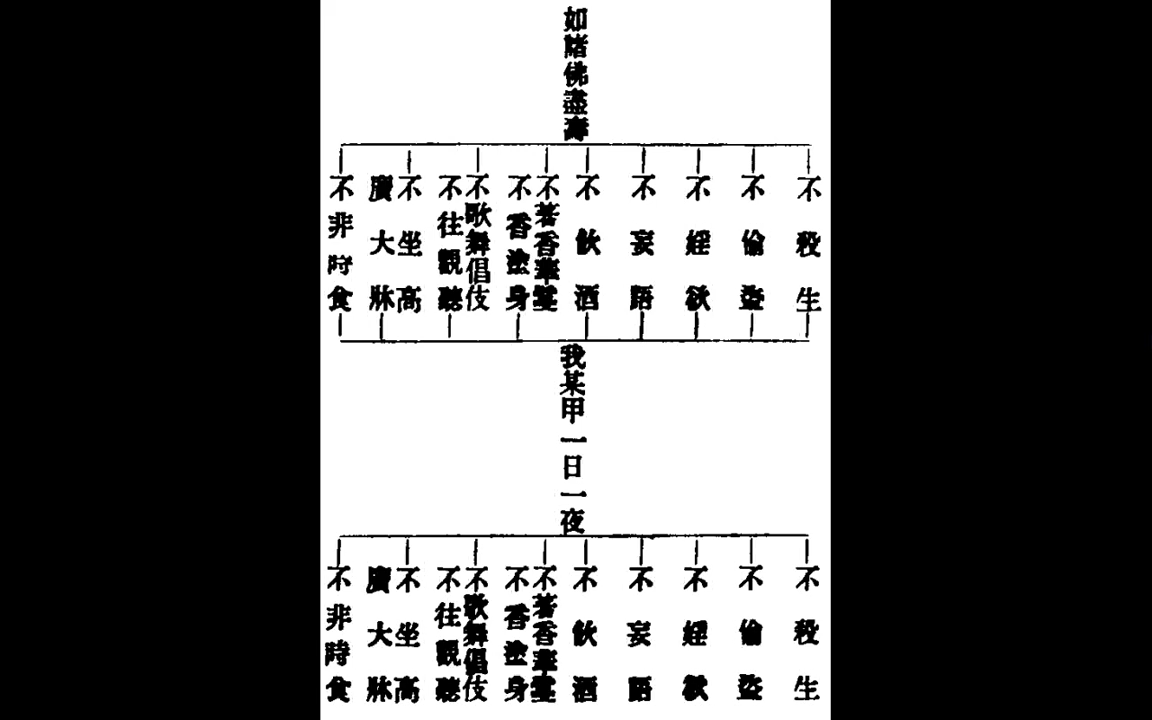 如諸佛盡壽
不殺生
不偷盜
不婬欲
不妄語
不飲酒
不著香華鬘
不香塗身
不歌舞倡伎
不往觀聽
不坐高
廣大牀
不非時食
我某甲一日一夜
不殺生
不偷盜
不婬欲
不妄語
不飲酒
不著香華鬘
不香塗身
不歌舞倡伎
不往觀聽
不坐高
廣大牀
不非時食